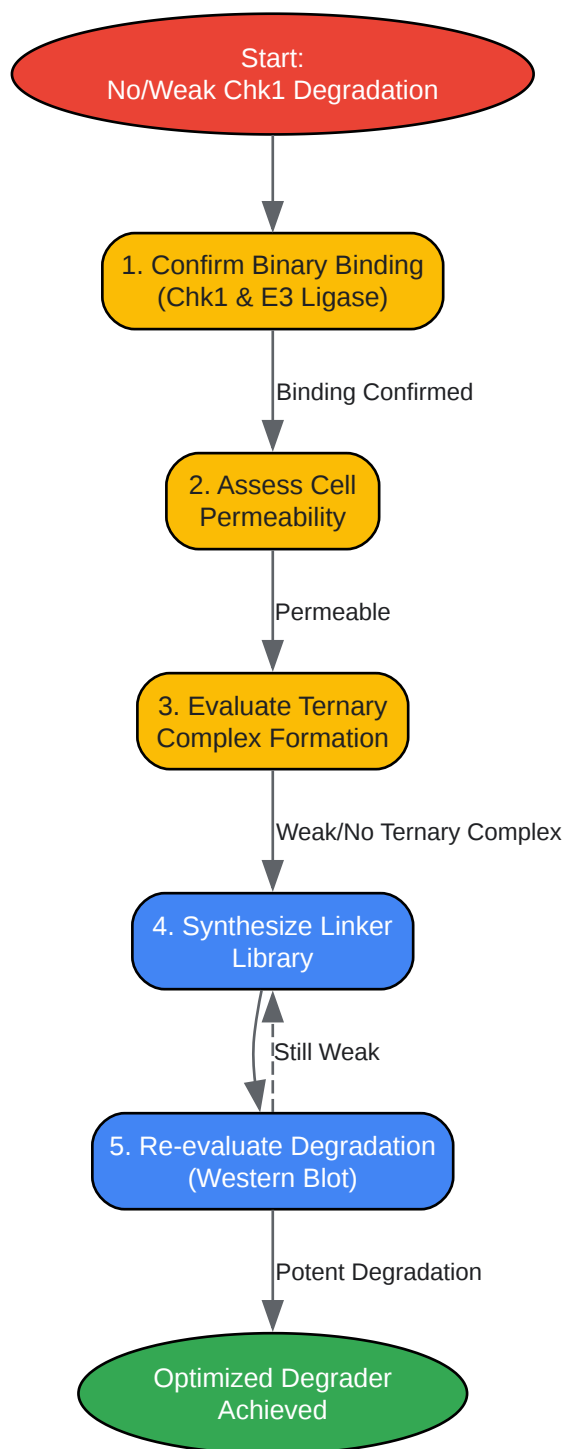 Start:
No/Weak Chk1 Degradation
1. Confirm Binary Binding
(Chk1 & E3 Ligase)
Binding Confirmed
2. Assess Cell
Permeability
Permeable
3. Evaluate Ternary
Complex Formation
Weak/No Ternary Complex
4. Synthesize Linker
Library
Still Weak
5. Re-evaluate Degradation
(Western Blot)
Potent Degradation
Optimized Degrader
Achieved